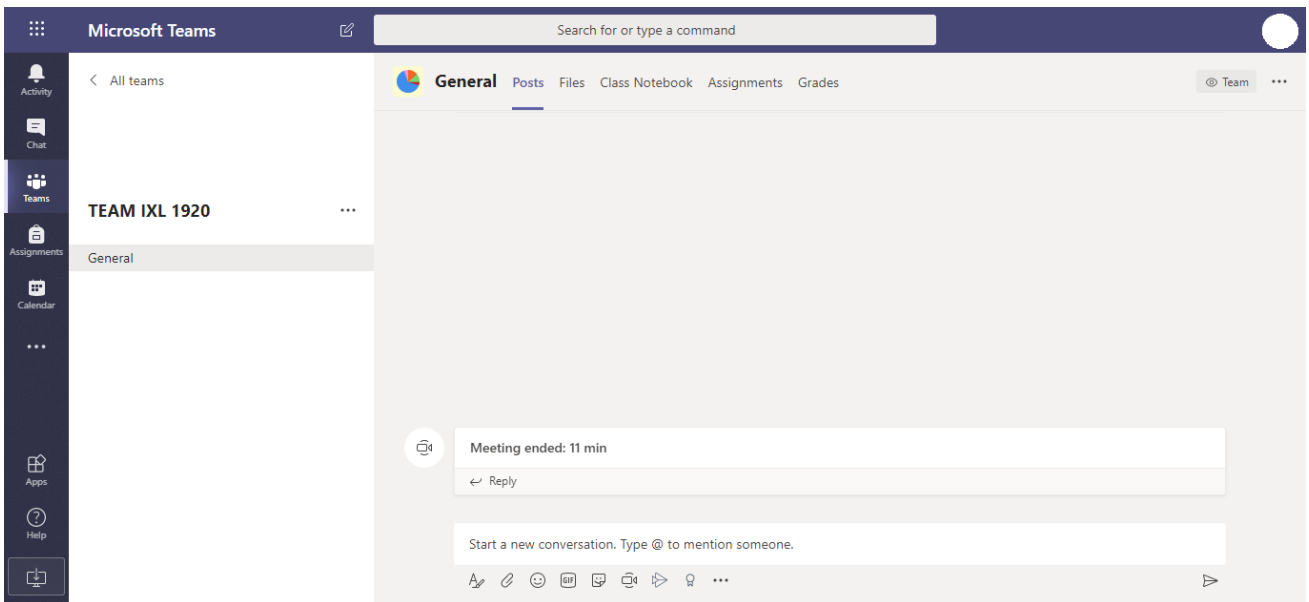 Microsoft Teams
Search for or type a command
Activity
Chat
Teams
Assignments
Calendar
Apps
Help
All teams
TEAM IXL 1920
General
General Posts Files Class Notebook Assignments Grades
Team
Meeting ended: 11 min
Reply
Start a new conversation. Type @ to mention someone.
GIF